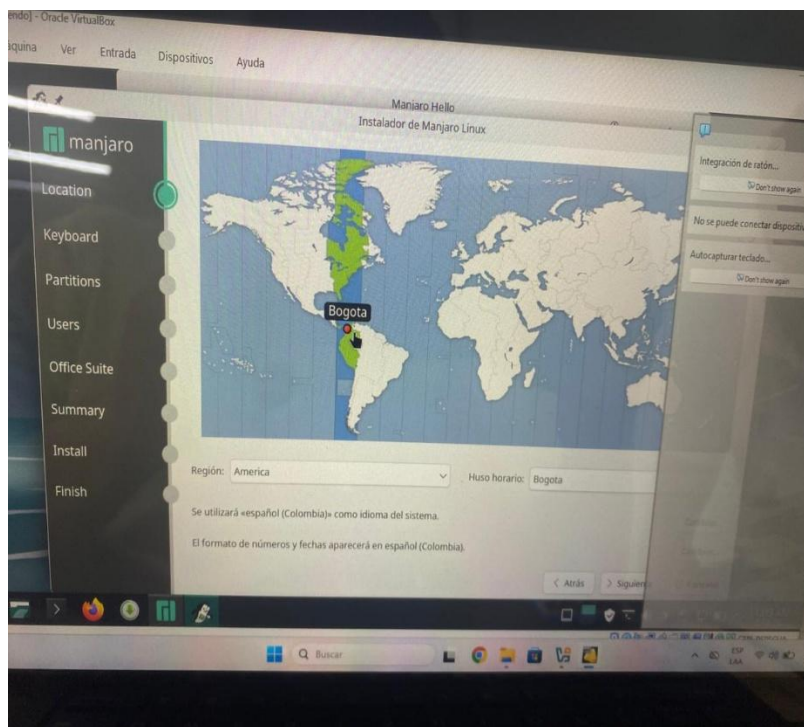 endo] - Oracle VirtualBox
áquina Ver Entrada Dispositivos Ayuda
Manjaro Hello
Instalador de Manjaro Linux
manjaro
Location
Keyboard
Partitions
Users
Office Suite
Summary
Install
Finish
Bogota
Región: America
Huso horario: Bogota
Se utilizará «español (Colombia)» como idioma del sistema.
El formato de números y fechas aparecerá en español (Colombia).
Atrás
Siguien
Integración de ratón...
Don't show again
No se puede conectar dispositiv
Autocapturar teclado...
Don't show again
Buscar
ESP
LAA